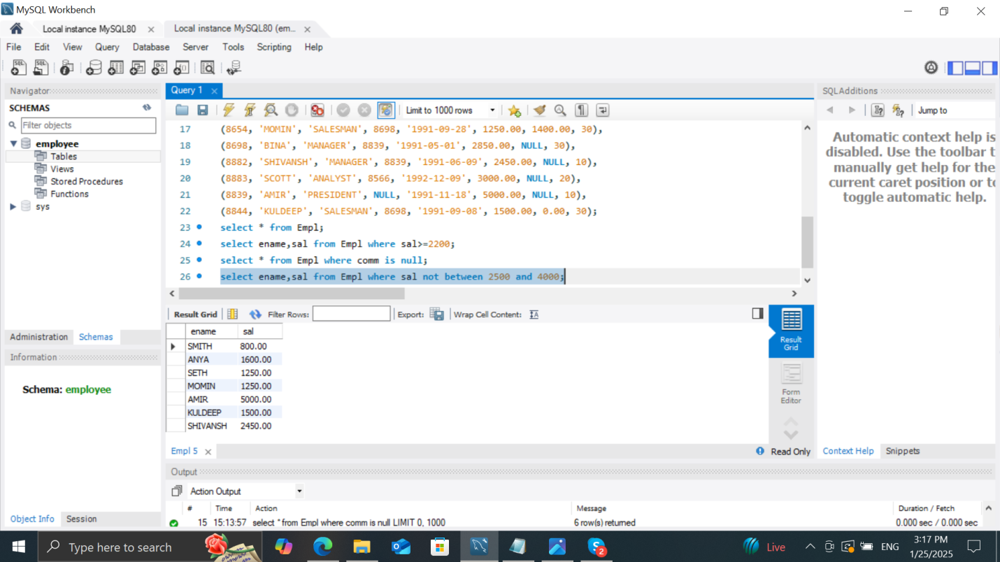 MySQL Workbench
Local instance MySQL80
Local instance MySQL80 (em...
File Edit View Query Database Server Tools Scripting Help
Navigator
SCHEMAS
Filter objects
employee
Tables
Views
Stored Procedures
Functions
sys
Administration Schemas
Information
Schema: employee
Object Info Session
Query 1
Limit to 1000 rows
17 (8654, 'MOMIN', 'SALESMAN', 8698, '1991-09-28', 1250.00, 1400.00, 30),
18 (8698, 'BINA', 'MANAGER', 8839, '1991-05-01', 2850.00, NULL, 30),
19 (8882, 'SHIVANSH', 'MANAGER', 8839, '1991-06-09', 2450.00, NULL, 10),
20 (8883, 'SCOTT', 'ANALYST', 8566, '1992-12-09', 3000.00, NULL, 20),
21 (8839, 'AMIR', 'PRESIDENT', NULL, '1991-11-18', 5000.00, NULL, 10),
22 (8844, 'KULDEEP', 'SALESMAN', 8698, '1991-09-08', 1500.00, 0.00, 30);
23 select * from Empl;
24 select ename,sal from Empl where sal>=2200;
25 select * from Empl where comm is null;
26 select ename,sal from Empl where sal not between 2500 and 4000;
Result Grid Filter Rows: Export: Wrap Cell Content:
ename sal
SMITH 800.00
ANYA 1600.00
SETH 1250.00
MOMIN 1250.00
AMIR 5000.00
KULDEEP 1500.00
SHIVANSH 2450.00
Result
Grid
Form
Editor
Empl 5
Read Only
Output
Action Output
# Time Action Message Duration / Fetch
15 15:13:57 select * from Empl where comm is null LIMIT 0, 1000 6 row(s) returned 0.000 sec / 0.000 sec
SQLAdditions
Jump to
Automatic context help is
disabled. Use the toolbar t
manually get help for the
current caret position or to
toggle automatic help.
Context Help Snippets
Type here to search
2
Live
ENG
3:17 PM
1/25/2025